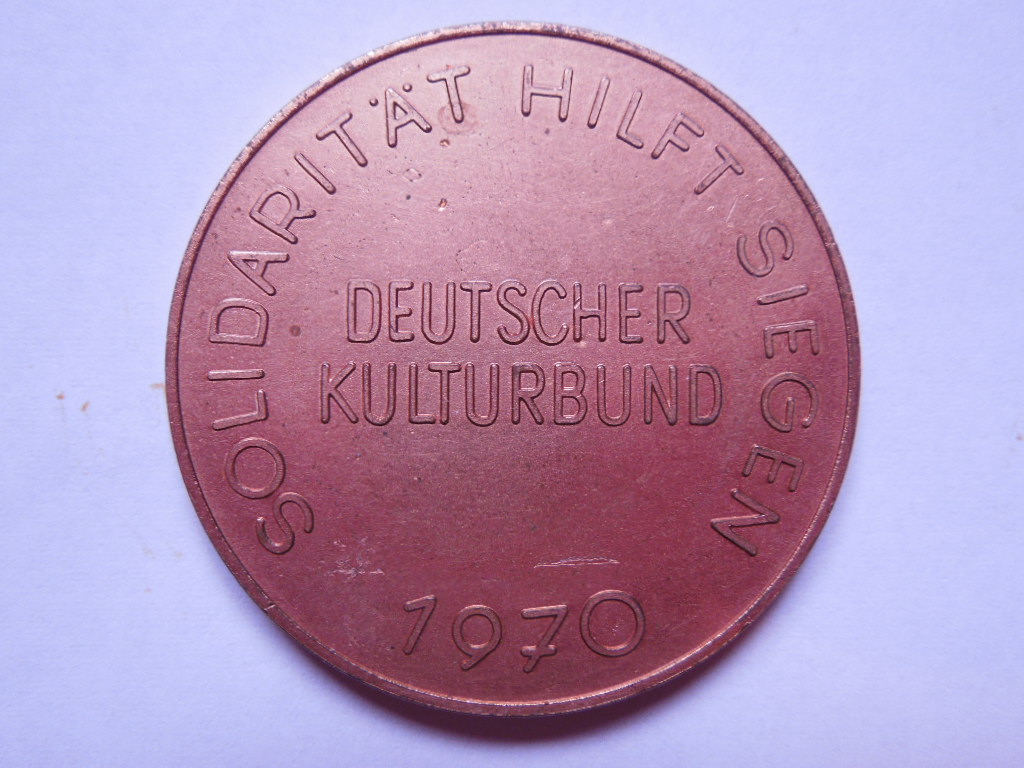 SOLIDARITÄT HILFT SIEGEN
DEUTSCHER
KULTURBUND
1970